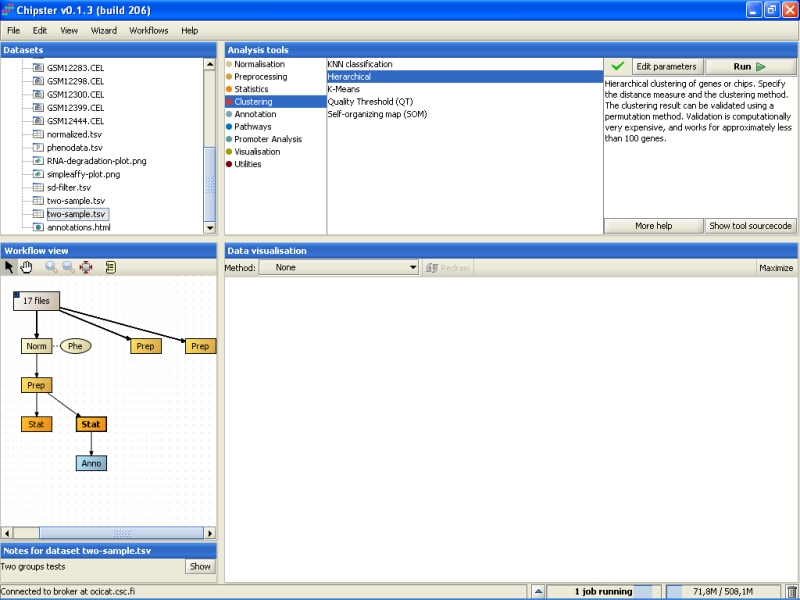 Chipster v0.1.3 (build 206)
File Edit View Wizard Workflows Help
Datasets
GSM12283.CEL
GSM12298.CEL
GSM12300.CEL
GSM12399.CEL
GSM12444.CEL
normalized.tsv
phenodata.tsv
RNA-degradation-plot.png
simpleaffy-plot.png
sd-filter.tsv
two-sample.tsv
two-sample.tsv
annotations.html
Analysis tools
Normalisation
Preprocessing
Statistics
Clustering
Annotation
Pathways
Promoter Analysis
Visualisation
Utilities
KNN classification
Hierarchical
K-Means
Quality Threshold (QT)
Self-organizing map (SOM)
Edit parameters Run
Hierarchical clustering of genes or chips. Specify
the distance measure and the clustering method.
The clustering result can be validated using a
permutation method. Validation is computationally
very expensive, and works for approximately less
than 100 genes.
More help Show tool sourcecode
Workflow view
17 files
Norm Phe Prep Prep
Prep
Stat Stat
Anno
Notes for dataset two-sample.tsv
Two groups tests Show
Data visualisation
Method: None Redraw Maximize
Connected to broker at ocicat.csc.fi 1 job running 71,8M / 508,1M